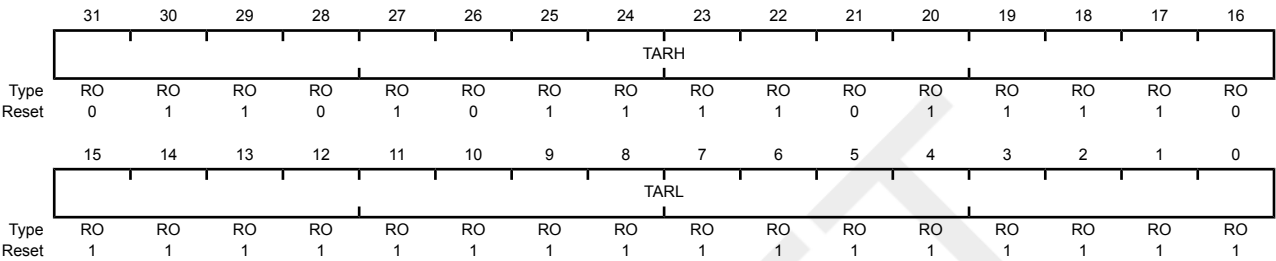 31 30 29 28 27 26 25 24 23 22 21 20 19 18 17 16
TARH
Type RO RO RO RO RO RO RO RO RO RO RO RO RO RO RO RO
Reset 0 1 1 0 1 0 1 1 1 1 0 1 1 1 1 0
15 14 13 12 11 10 9 8 7 6 5 4 3 2 1 0
TARL
Type RO RO RO RO RO RO RO RO RO RO RO RO RO RO RO RO
Reset 1 1 1 1 1 1 1 1 1 1 1 1 1 1 1 1